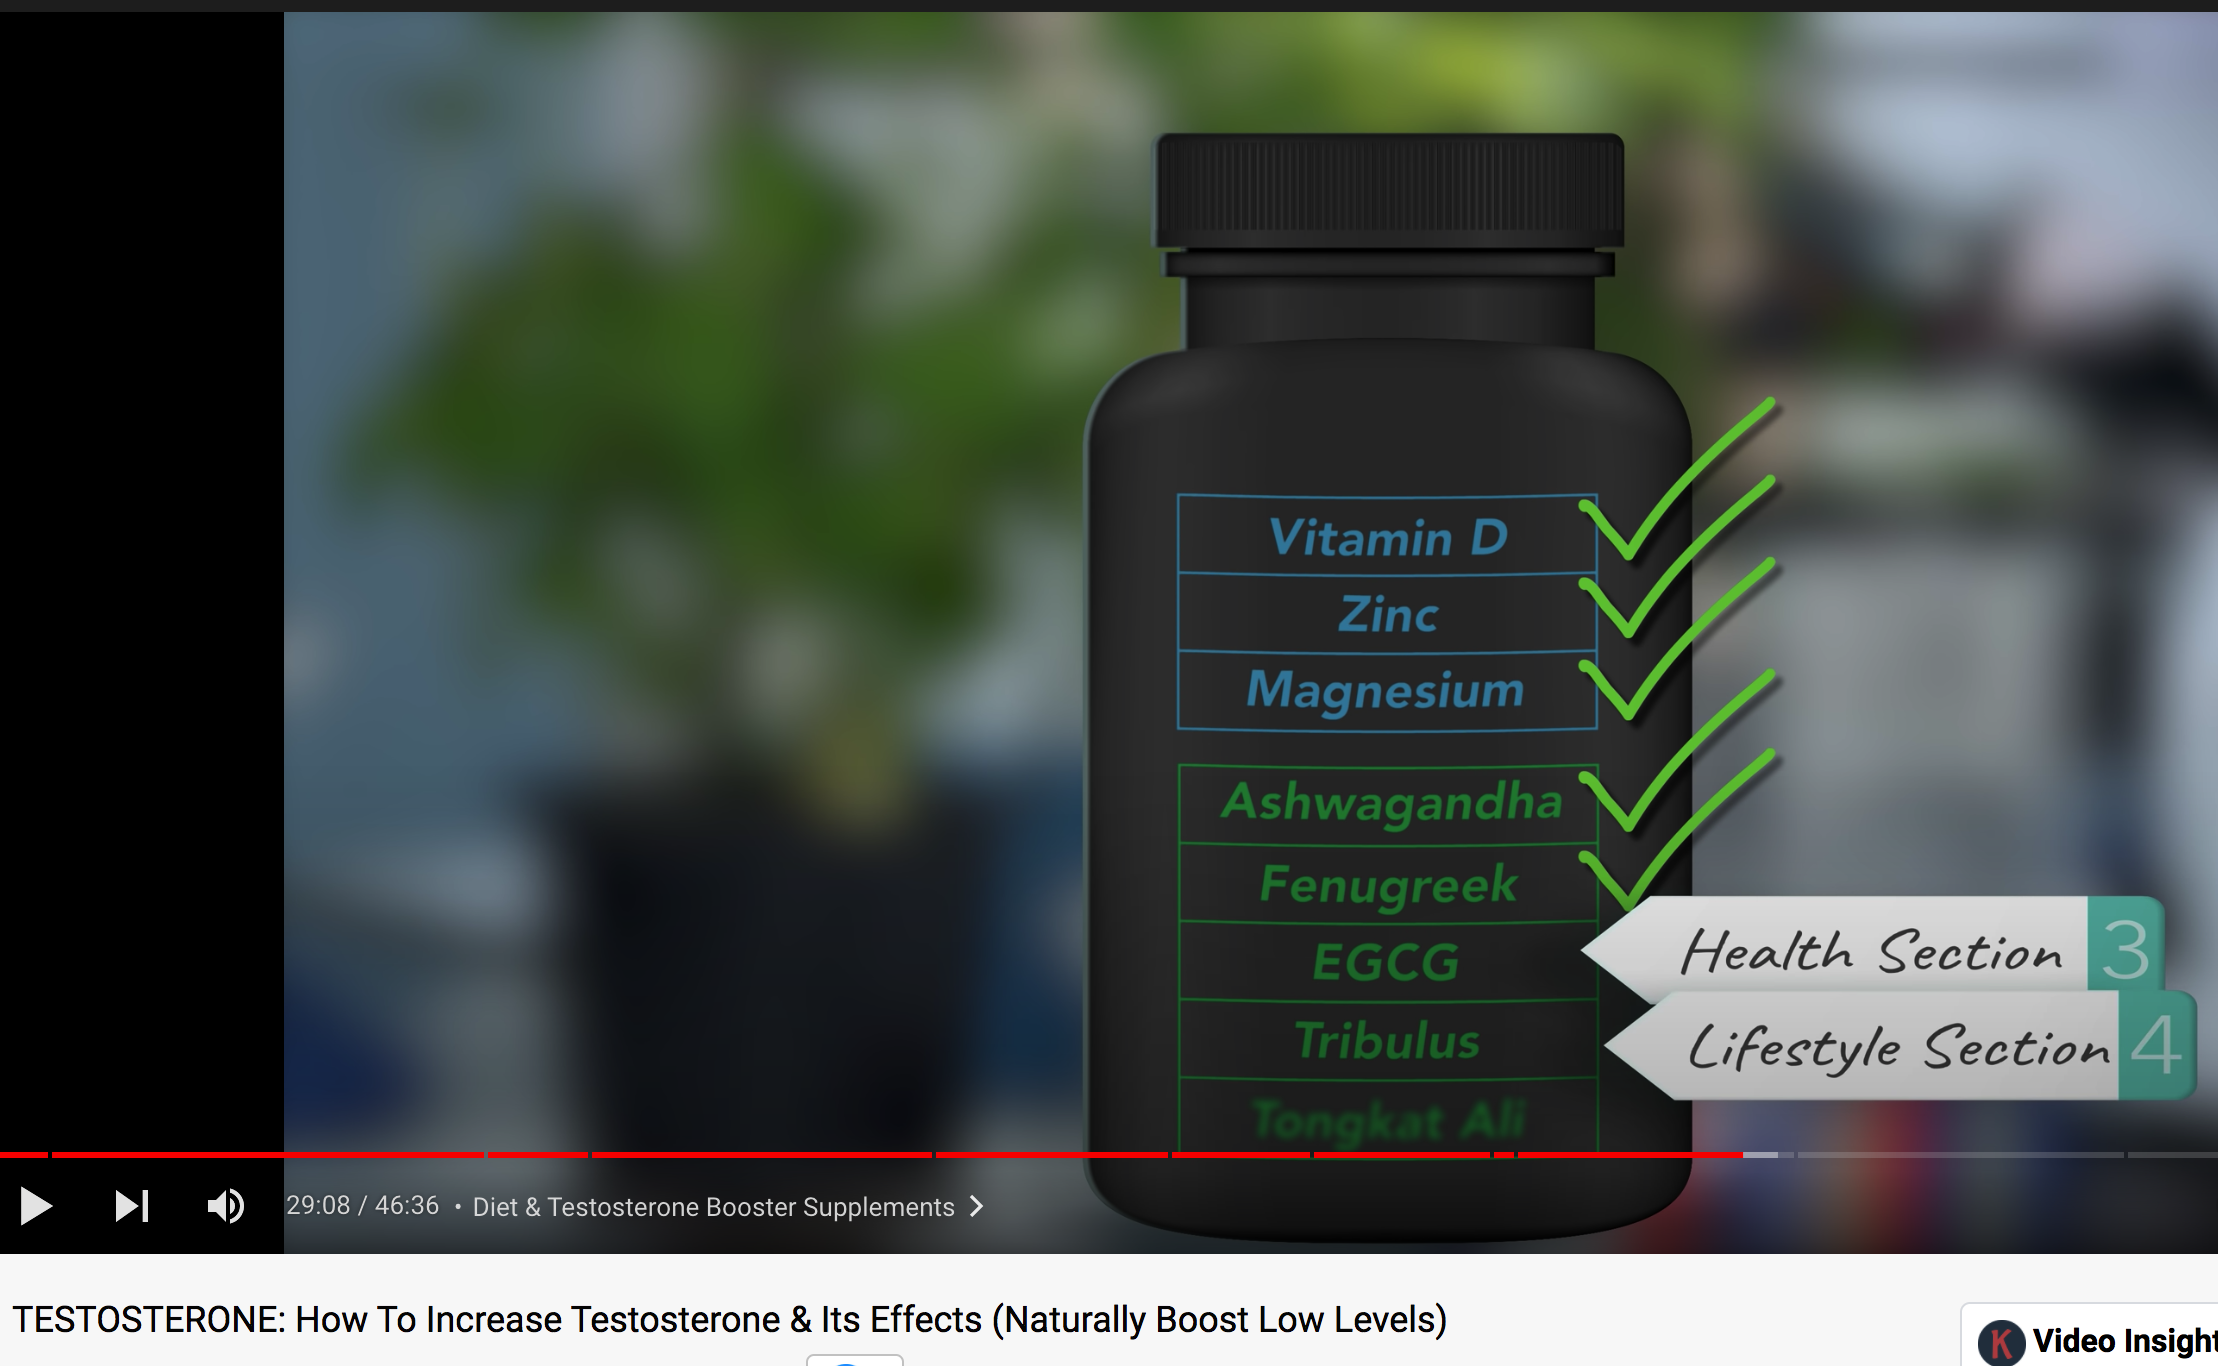 Vitamin D
Zinc
Magnesium
Ashwagandha
Fenugreek
EGCG
Tribulus
Tongkat Ali
Health Section 3
Lifestyle Section 4
29:08 / 46:36 • Diet & Testosterone Booster Supplements
TESTOSTERONE: How To Increase Testosterone & Its Effects (Naturally Boost Low Levels)
K Video Insight